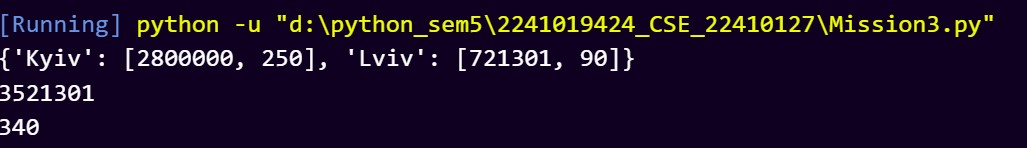 [Running] python -u "d:\python_sem5\2241019424_CSE_22410127\Mission3.py"
{'Kyiv': [2800000, 250], 'Lviv': [721301, 90]}
3521301
340